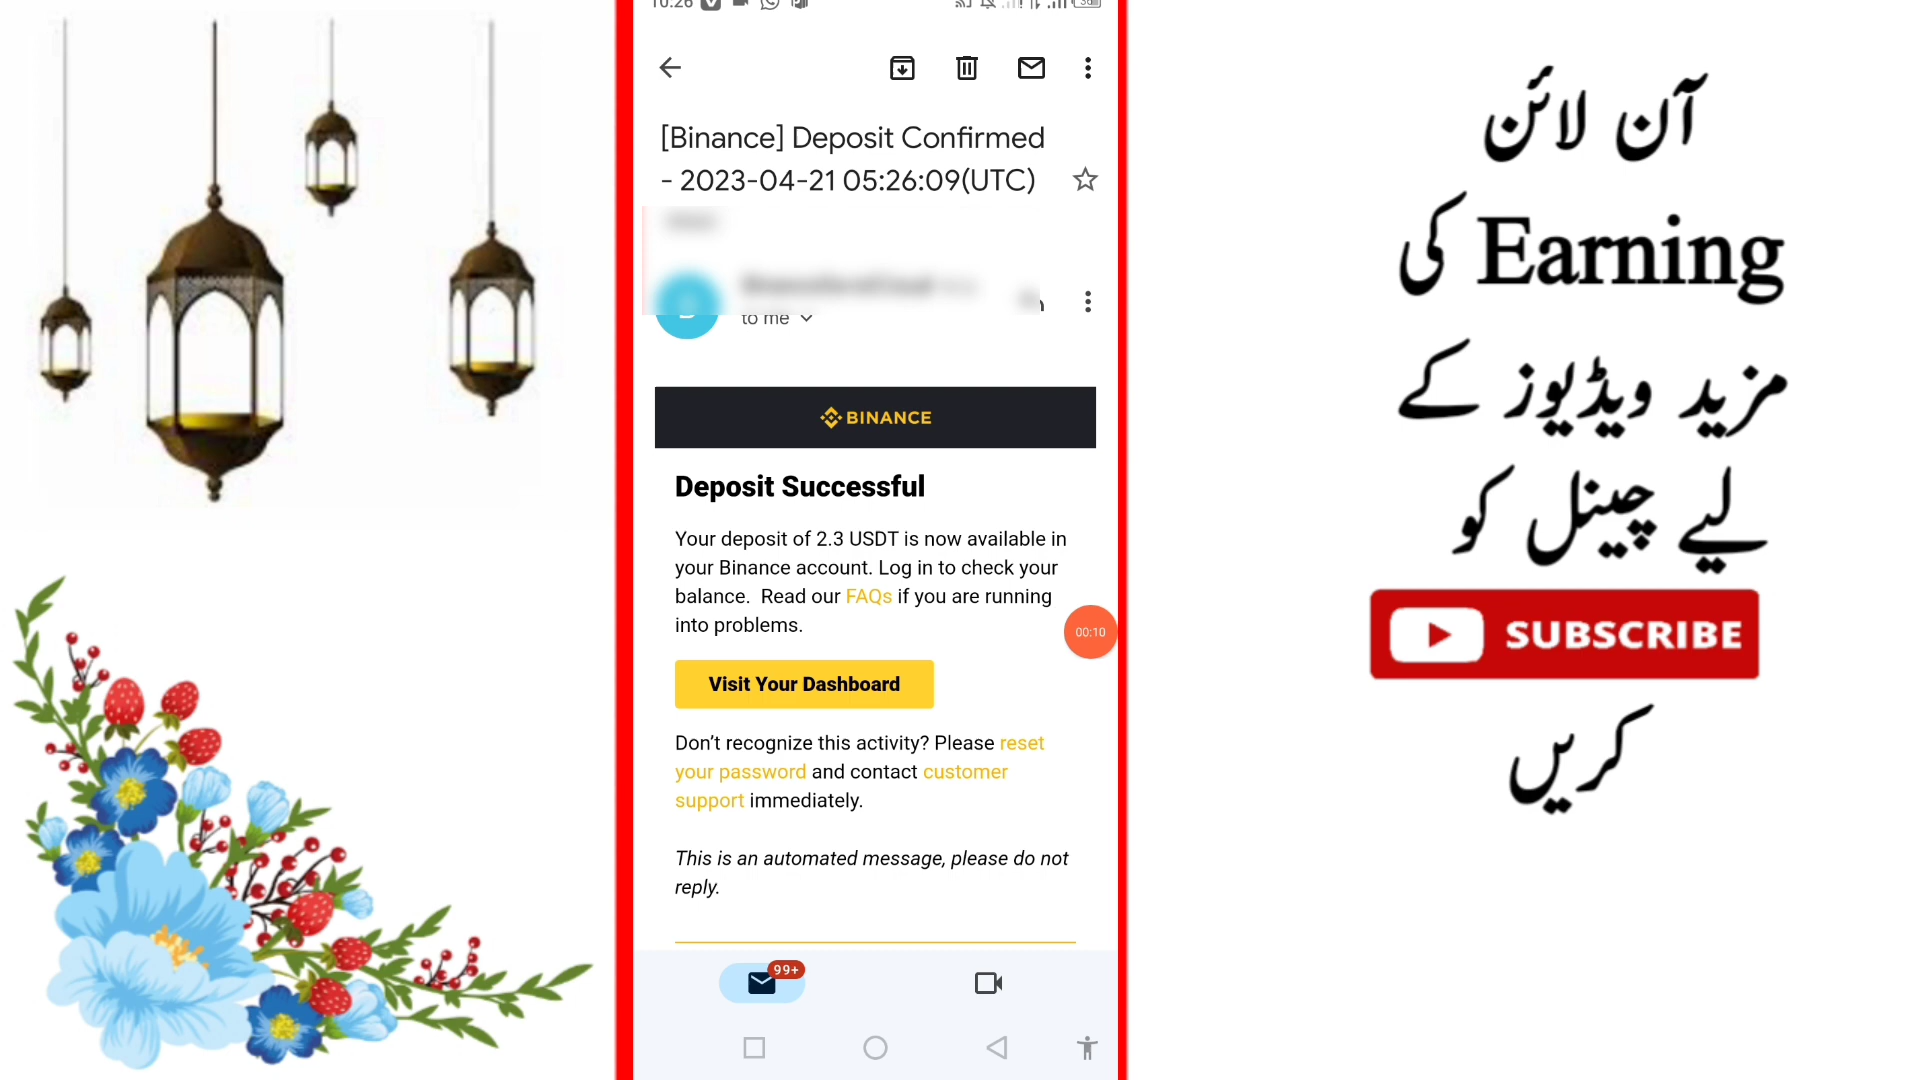 10:26
[Binance] Deposit Confirmed
- 2023-04-21 05:26:09(UTC)
to me
BINANCE
Deposit Successful
Your deposit of 2.3 USDT is now available in
your Binance account. Log in to check your
balance. Read our FAQs if you are running
into problems.
00:10
Visit Your Dashboard
Don’t recognize this activity? Please reset
your password and contact customer
support immediately.
This is an automated message, please do not
reply.
99+
آن لائن
Earning کی
مزید ویڈیوز کے
لیے چینل کو
SUBSCRIBE
کریں